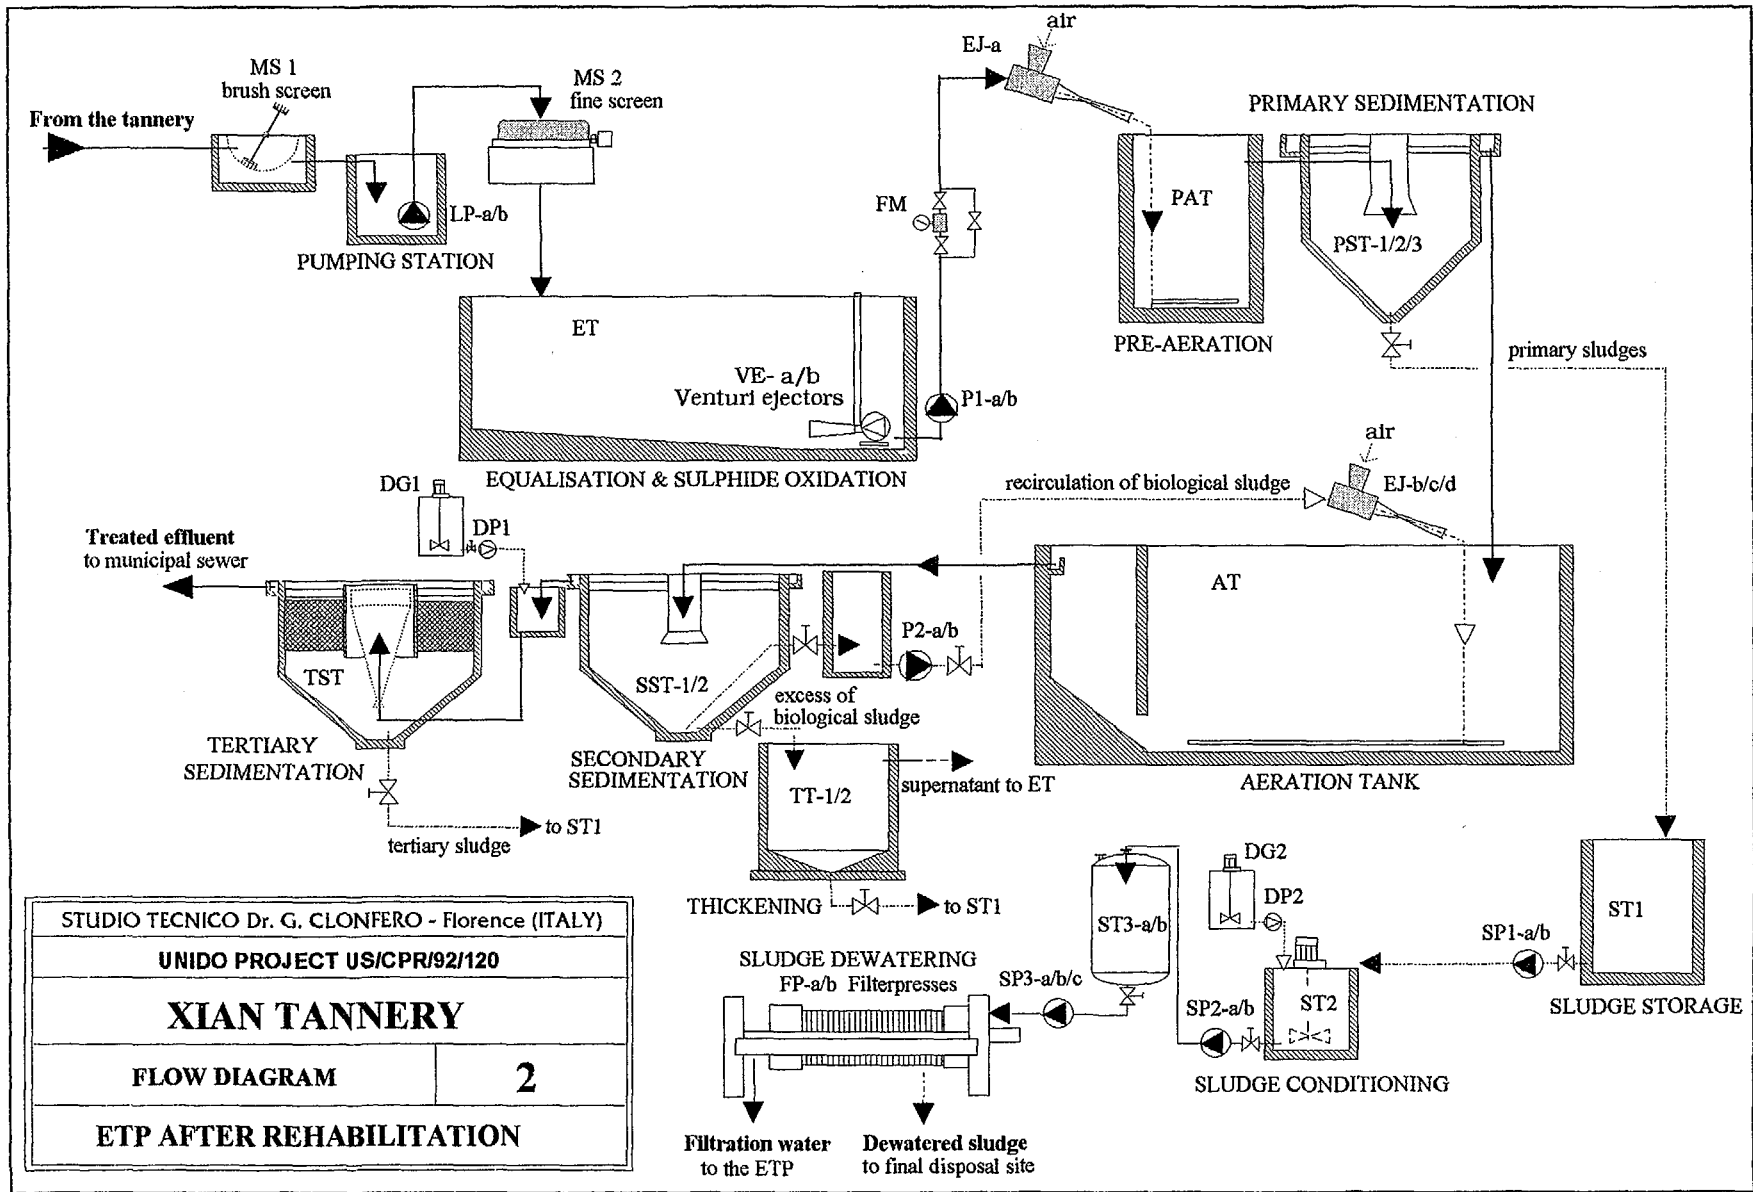 air
EJ-a
MS 1
brush screen
MS 2
fine screen
PRIMARY SEDIMENTATION
From the tannery
LP-a/b
PUMPING STATION
FM
PAT
PST-1/2/3
PRE-AERATION
primary sludges
ET
VE- a/b
Venturi ejectors
P1-a/b
EQUALISATION & SULPHIDE OXIDATION
air
recirculation of biological sludge
EJ-b/c/d
DG1
DP1
Treated effluent
to municipal sewer
AT
P2-a/b
TST
SST-1/2
excess of
biological sludge
TERTIARY
SEDIMENTATION
SECONDARY
SEDIMENTATION
AERATION TANK
supernatant to ET
TT-1/2
to ST1
tertiary sludge
THICKENING
to ST1
DG2
DP2
ST3-a/b
ST1
SP1-a/b
SLUDGE STORAGE
SLUDGE DEWATERING
FP-a/b Filterpresses
SP3-a/b/c
SP2-a/b
ST2
SLUDGE CONDITIONING
Filtration water
to the ETP
Dewatered sludge
to final disposal site
STUDIO TECNICO Dr. G. CLONFERO - Florence (ITALY)
UNIDO PROJECT US/CPR/92/120
XIAN TANNERY
FLOW DIAGRAM 2
ETP AFTER REHABILITATION